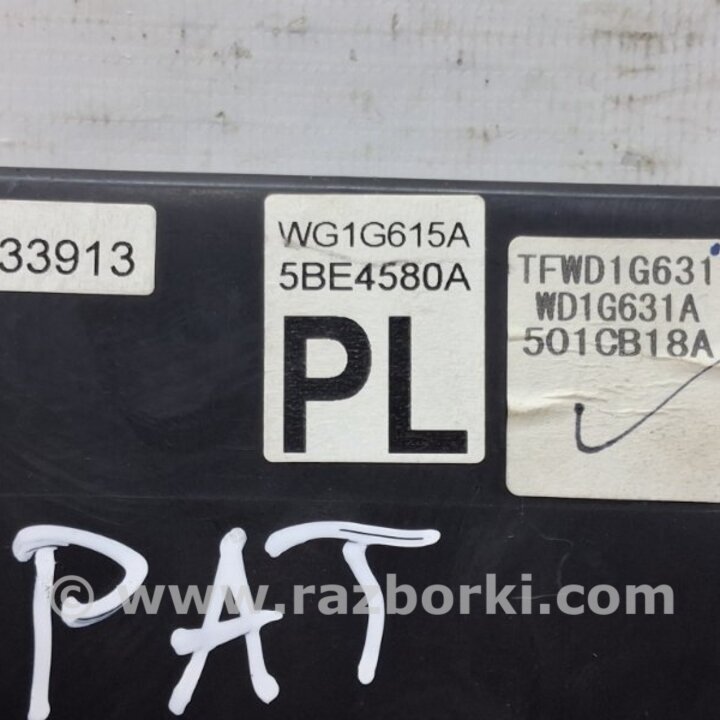 33913
WG1G615A
5BE4580A
PL
TFWD1G631
WD1G631A
501CB18A
PAT
© www.razborki.com